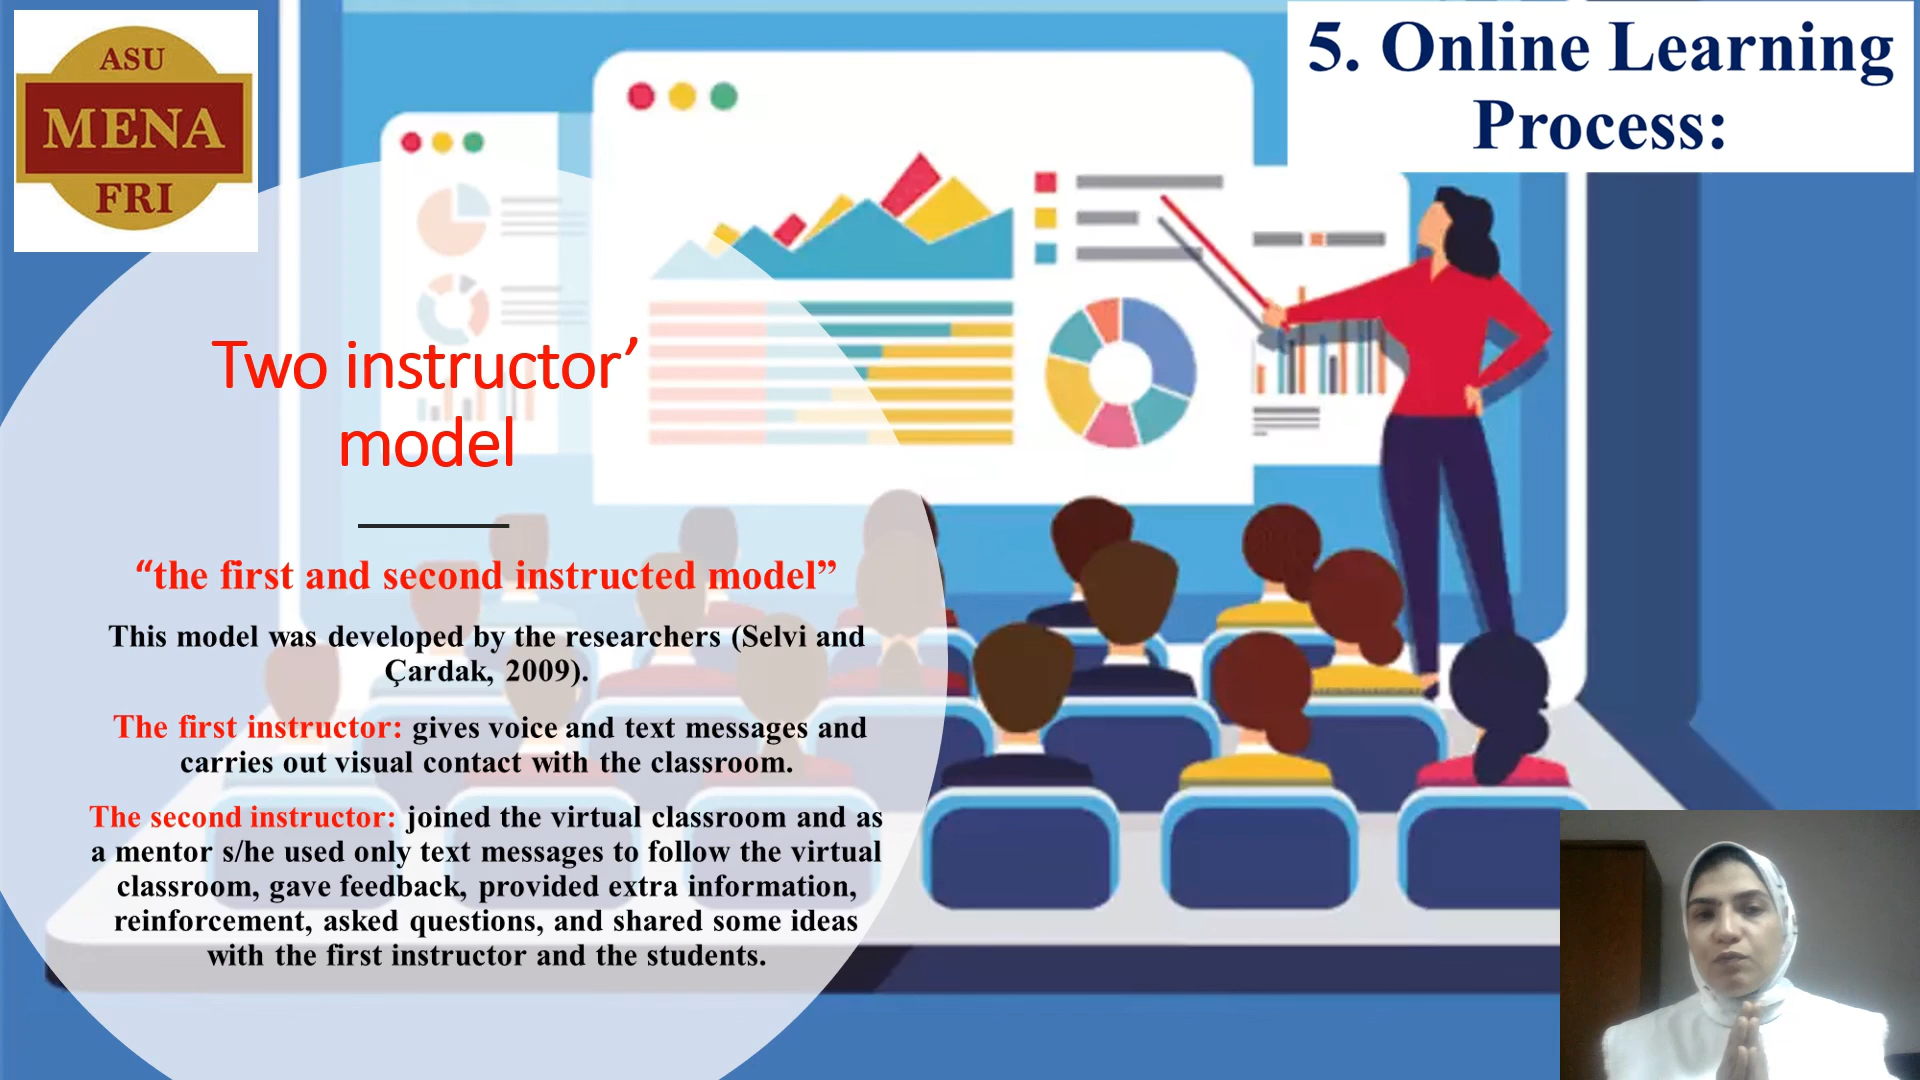 ASU
MENA
FRI
5. Online Learning
Process:
Two instructor’
model
“the first and second instructed model”
This model was developed by the researchers (Selvi and
Çardak, 2009).
The first instructor: gives voice and text messages and
carries out visual contact with the classroom.
The second instructor: joined the virtual classroom and as
a mentor s/he used only text messages to follow the virtual
classroom, gave feedback, provided extra information,
reinforcement, asked questions, and shared some ideas
with the first instructor and the students.